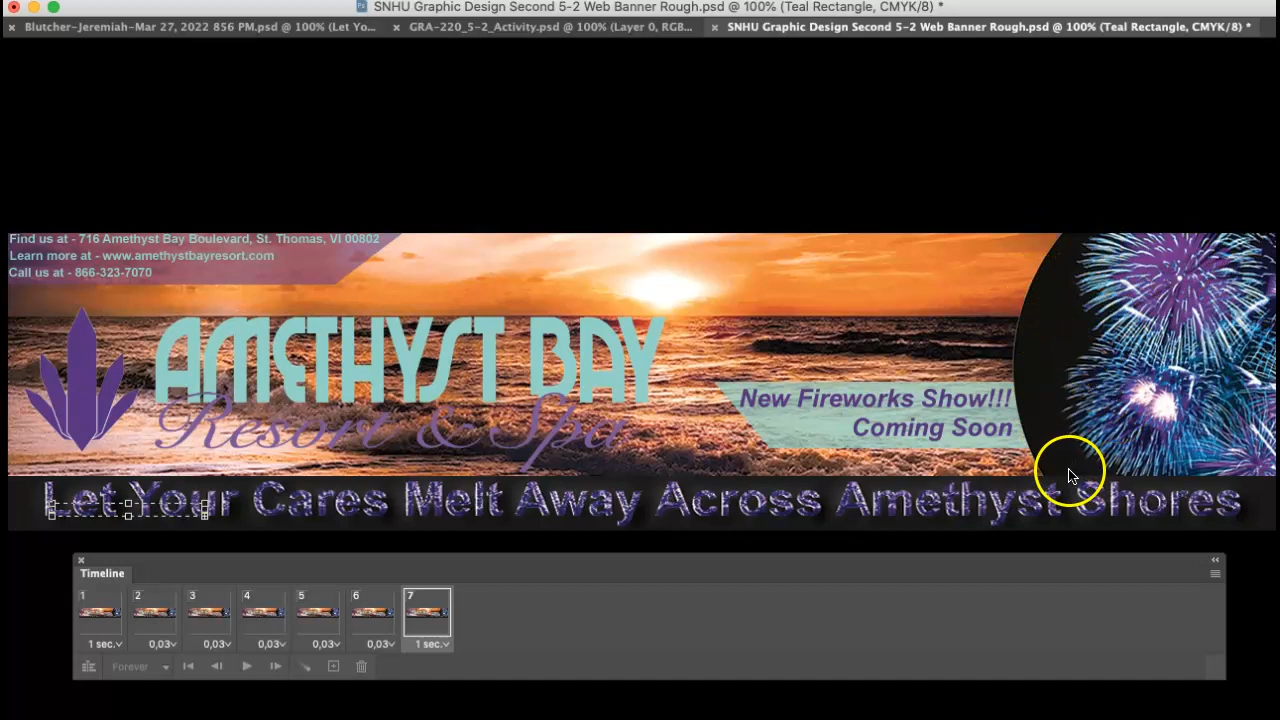 SNHU Graphic Design Second 5-2 Web Banner Rough.psd @ 100% (Teal Rectangle, CMYK/8) *
Blutcher-Jeremiah-Mar 27, 2022 856 PM.psd @ 100% (Let Yo...
GRA-220_5-2_Activity.psd @ 100% (Layer 0, RGB...
SNHU Graphic Design Second 5-2 Web Banner Rough.psd @ 100% (Teal Rectangle, CMYK/8) *
Find us at - 716 Amethyst Bay Boulevard, St. Thomas, VI 00802
Learn more at - www.amethystbayresort.com
Call us at - 866-323-7070
AMETHYST BAY
Resort & Spa
New Fireworks Show!!!
Coming Soon
Let Your Cares Melt Away Across Amethyst Shores
Timeline
1 2 3 4 5 6 7
1 sec. 0,03 0,03 0,03 0,03 0,03 1 sec.
Forever